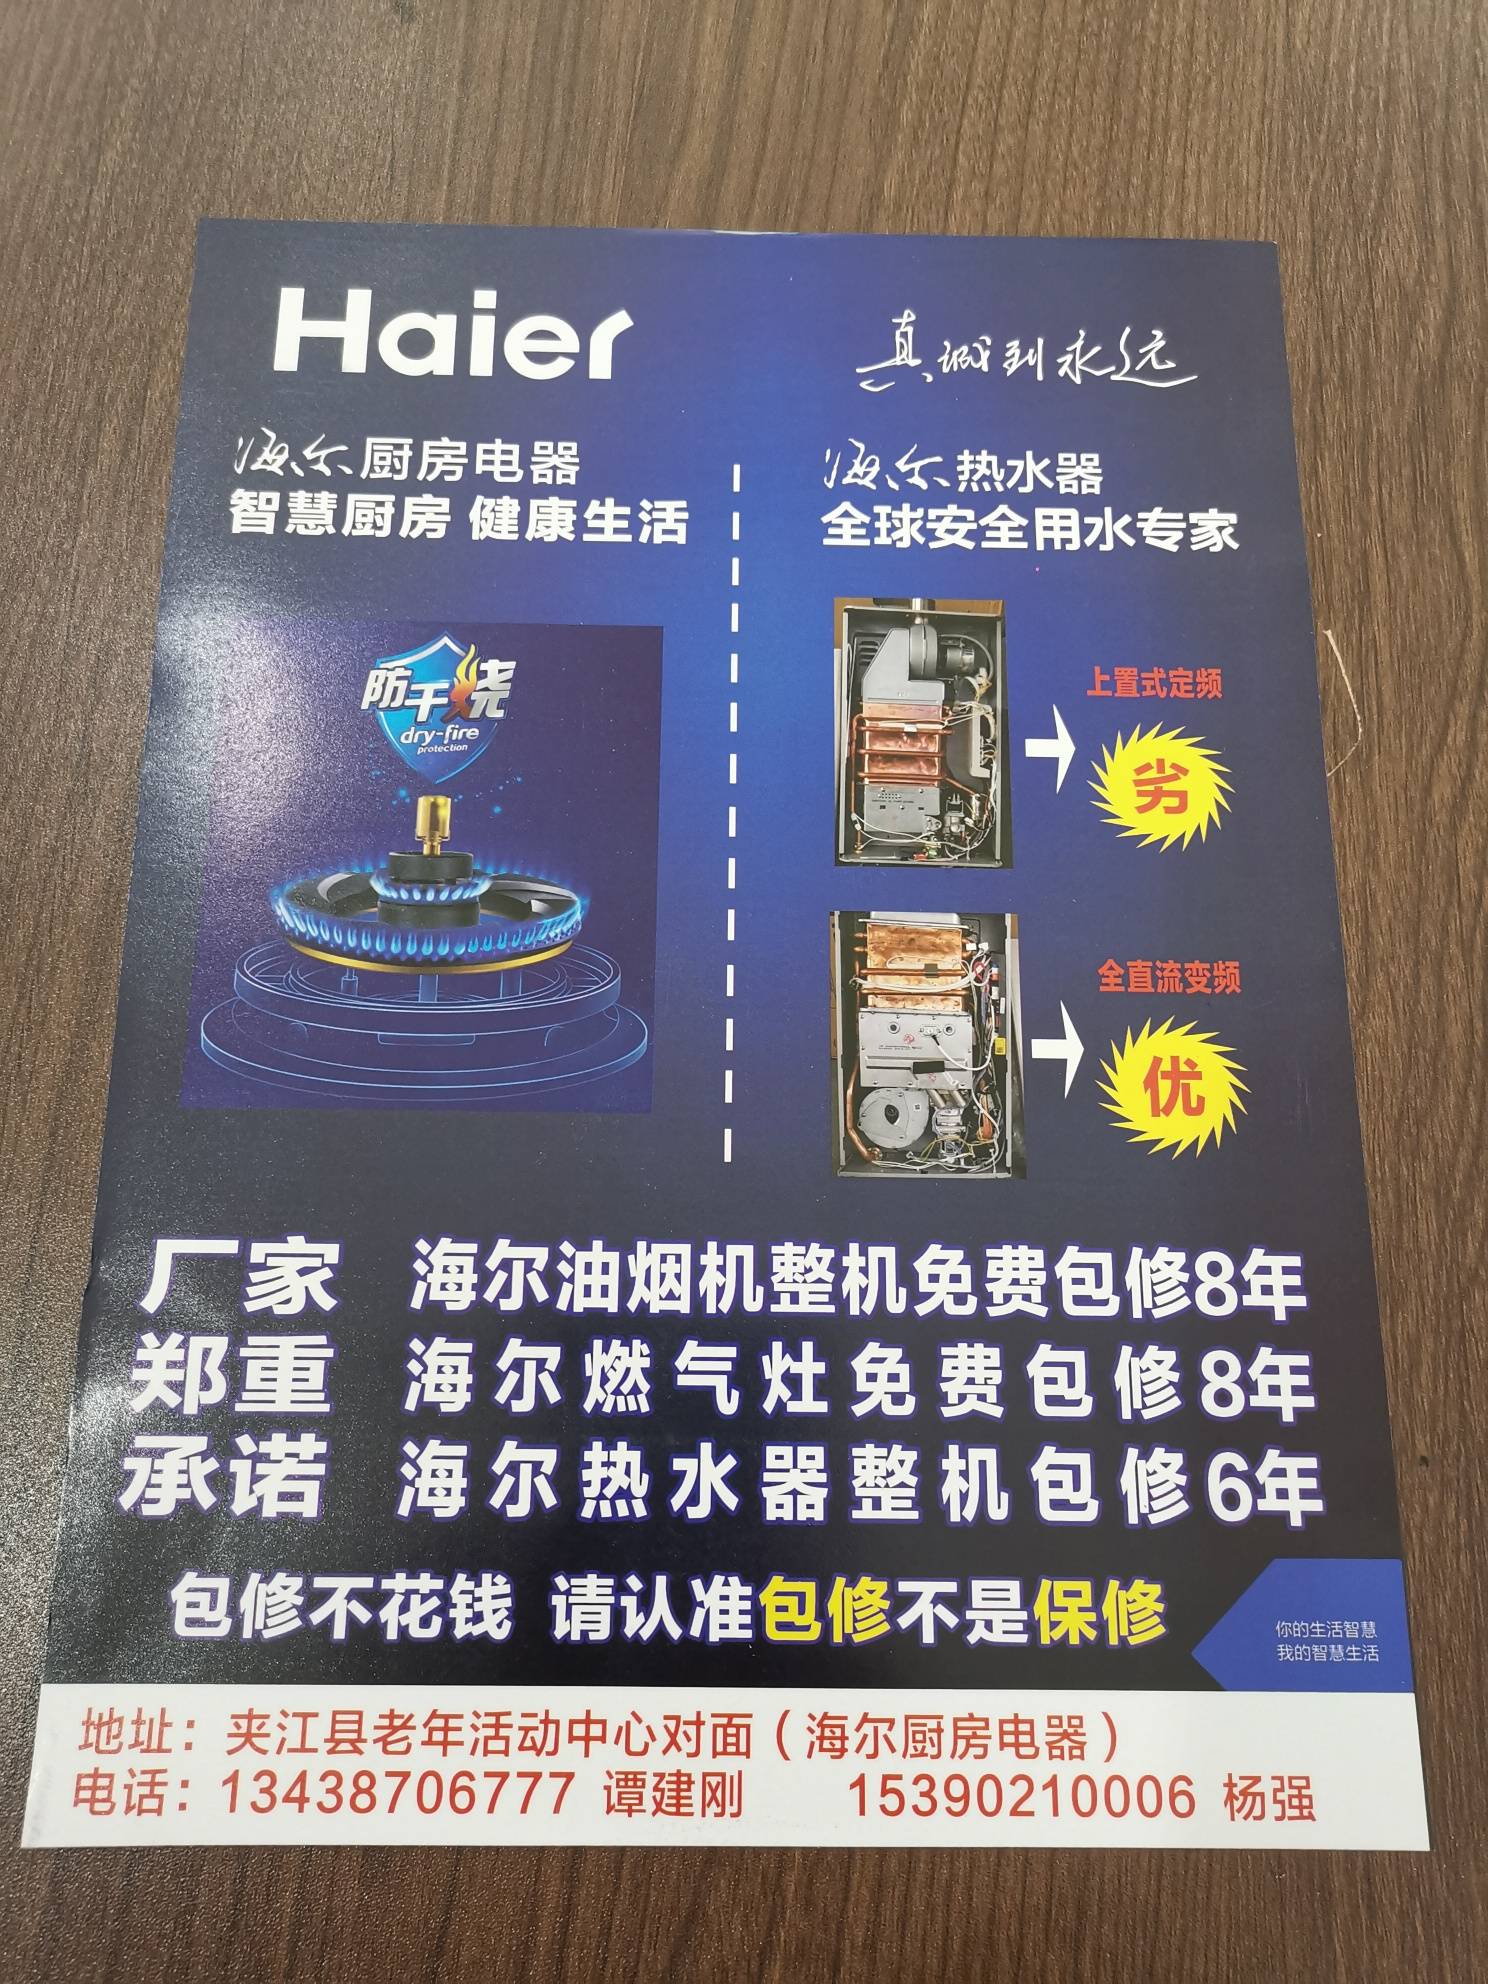 Haier
真诚到永远
海尔厨房电器
智慧厨房 健康生活
海尔热水器
全球安全用水专家
防干烧
dry-fire
protection
上置式定频
劣
全直流变频
优
厂家 海尔油烟机整机免费包修8年
郑重 海尔燃气灶免费包修8年
承诺 海尔热水器整机包修6年
包修不花钱 请认准包修不是保修
你的生活智慧
我的智慧生活
地址：夹江县老年活动中心对面（海尔厨房电器）
电话：13438706777 谭建刚 15390210006 杨强